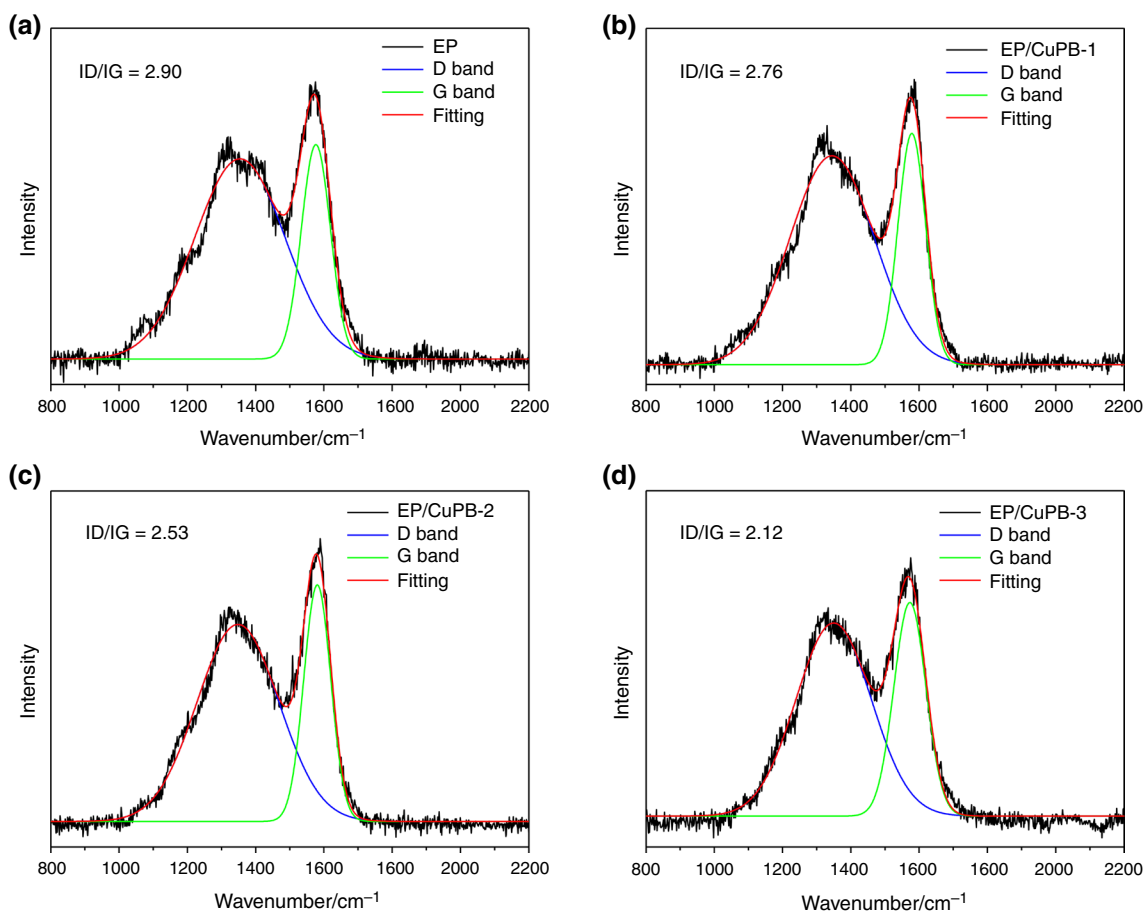 (a)
ID/IG = 2.90
EP
D band
G band
Fitting
Intensity
800 1000 1200 1400 1600 1800 2000 2200
Wavenumber/cm⁻¹
(b)
ID/IG = 2.76
EP/CuPB-1
D band
G band
Fitting
Intensity
800 1000 1200 1400 1600 1800 2000 2200
Wavenumber/cm⁻¹
(c)
ID/IG = 2.53
EP/CuPB-2
D band
G band
Fitting
Intensity
800 1000 1200 1400 1600 1800 2000 2200
Wavenumber/cm⁻¹
(d)
ID/IG = 2.12
EP/CuPB-3
D band
G band
Fitting
Intensity
800 1000 1200 1400 1600 1800 2000 2200
Wavenumber/cm⁻¹